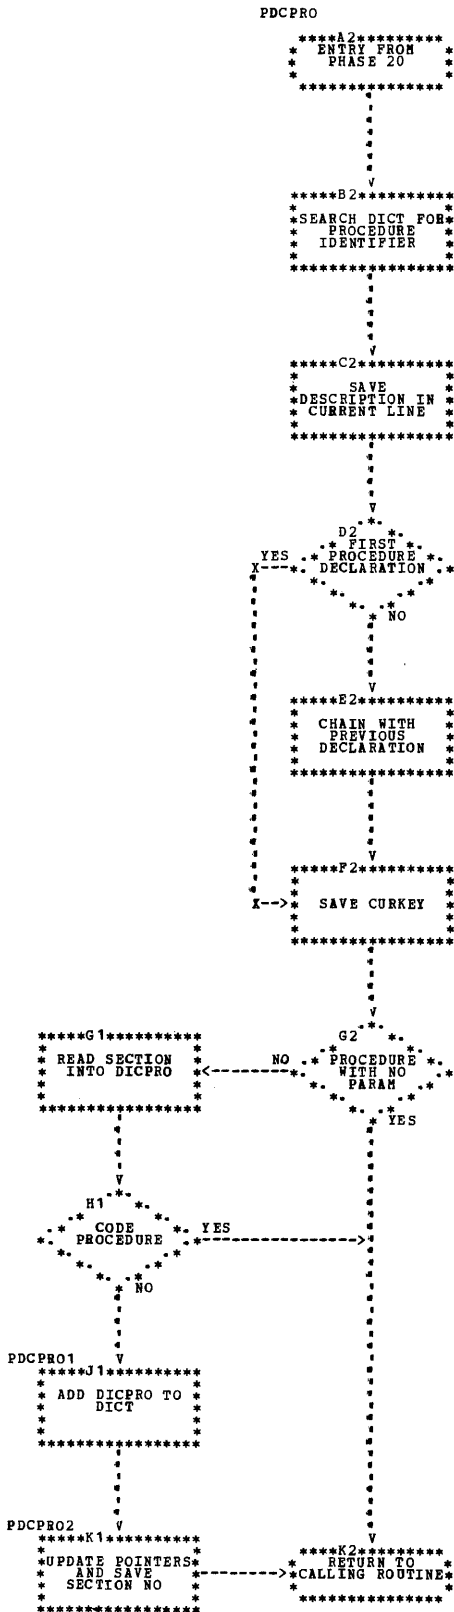 PDCPRO
A2
ENTRY FROM
PHASE 20
B2
SEARCH DICT FOR
PROCEDURE
IDENTIFIER
C2
SAVE
DESCRIPTION IN
CURRENT LINE
D2
FIRST
PROCEDURE
DECLARATION
YES
X
NO
E2
CHAIN WITH
PREVIOUS
DECLARATION
F2
X
SAVE CURKEY
G2
PROCEDURE
WITH NO
PARAM
NO
YES
G1
READ SECTION
INTO DICPRO
H1
CODE
PROCEDURE
YES
NO
PDCPRO1
J1
ADD DICPRO TO
DICT
PDCPRO2
K1
UPDATE POINTERS
AND SAVE
SECTION NO
K2
RETURN TO
CALLING ROUTINE